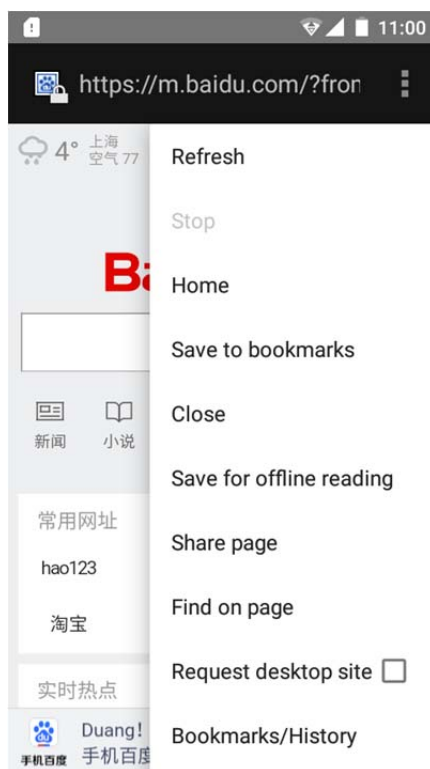 11:00
https://m.baidu.com/?fron
4° 上海
空气 77
Refresh
Stop
Ba
Home
Save to bookmarks
新闻 小说
Close
Save for offline reading
常用网址
Share page
hao123
Find on page
淘宝
Request desktop site
实时热点
Duang!
手机百度 手机百度
Bookmarks/History